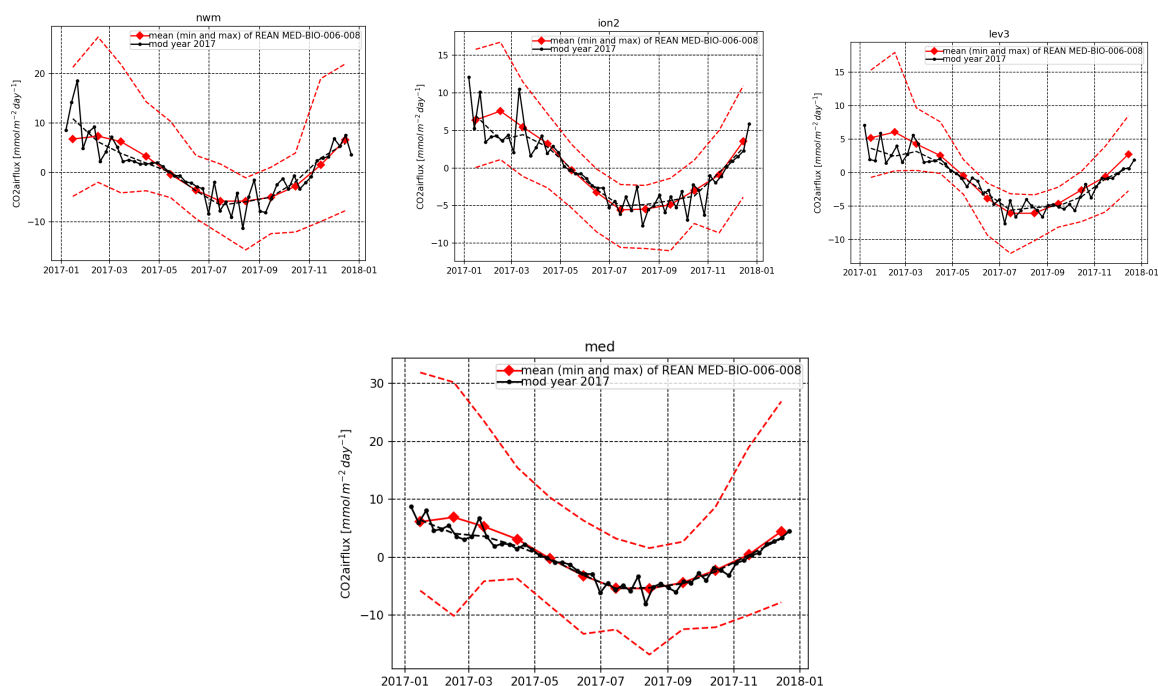 nwm
mean (min and max) of REAN MED-BIO-006-008
mod year 2017
CO2airflux [mmol m⁻² day⁻¹]
20
10
0
−10
2017-01 2017-03 2017-05 2017-07 2017-09 2017-11 2018-01
ion2
mean (min and max) of REAN MED-BIO-006-008
mod year 2017
CO2airflux [mmol m⁻² day⁻¹]
15
10
5
0
−5
−10
2017-01 2017-03 2017-05 2017-07 2017-09 2017-11 2018-01
lev3
mean (min and max) of REAN MED-BIO-006-008
mod year 2017
CO2airflux [mmol m⁻² day⁻¹]
15
10
5
0
−5
−10
2017-01 2017-03 2017-05 2017-07 2017-09 2017-11 2018-01
med
mean (min and max) of REAN MED-BIO-006-008
mod year 2017
CO2airflux [mmol m⁻² day⁻¹]
30
20
10
0
−10
2017-01 2017-03 2017-05 2017-07 2017-09 2017-11 2018-01